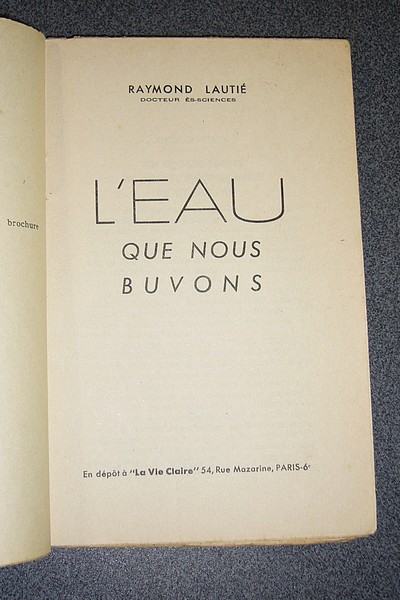 brochure
RAYMOND LAUTIÉ
DOCTEUR ÈS-SCIENCES
L'EAU
QUE NOUS
BUVONS
En dépôt à "La Vie Claire" 54, Rue Mazarine, PARIS-6e